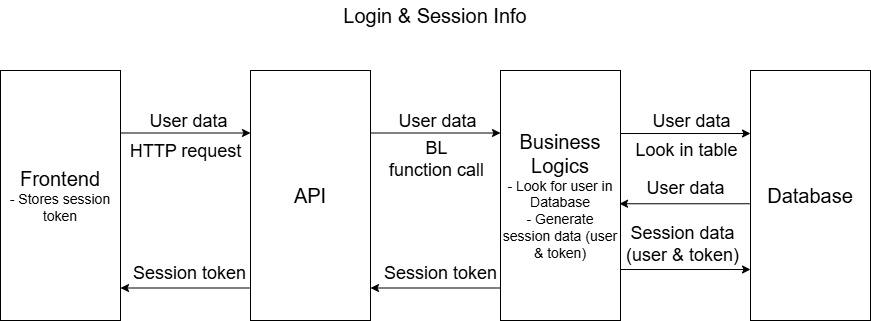 Login & Session Info
Frontend
- Stores session
token
User data
HTTP request
Session token
API
User data
BL
function call
Session token
Business
Logics
- Look for user in
Database
- Generate
session data (user
& token)
User data
Look in table
User data
Session data
(user & token)
Database